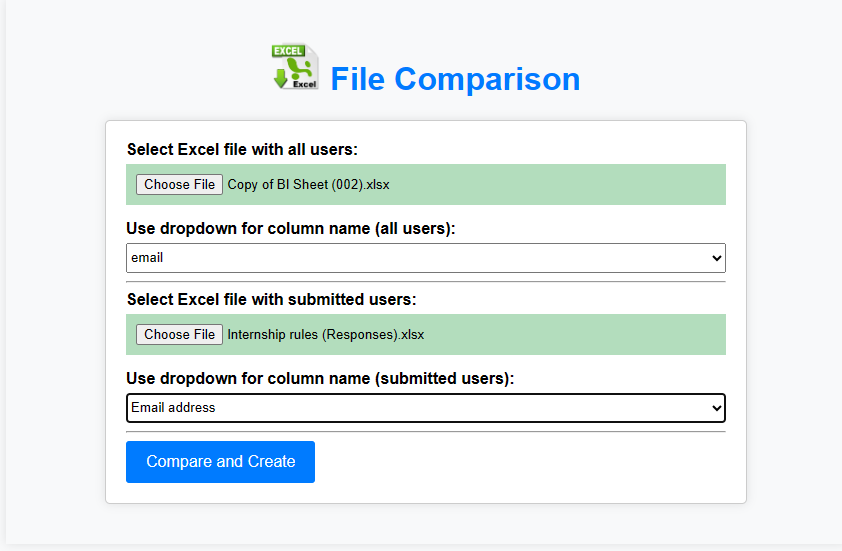 EXCEL
Excel
File Comparison
Select Excel file with all users:
Choose File Copy of BI Sheet (002).xlsx
Use dropdown for column name (all users):
email
Select Excel file with submitted users:
Choose File Internship rules (Responses).xlsx
Use dropdown for column name (submitted users):
Email address
Compare and Create